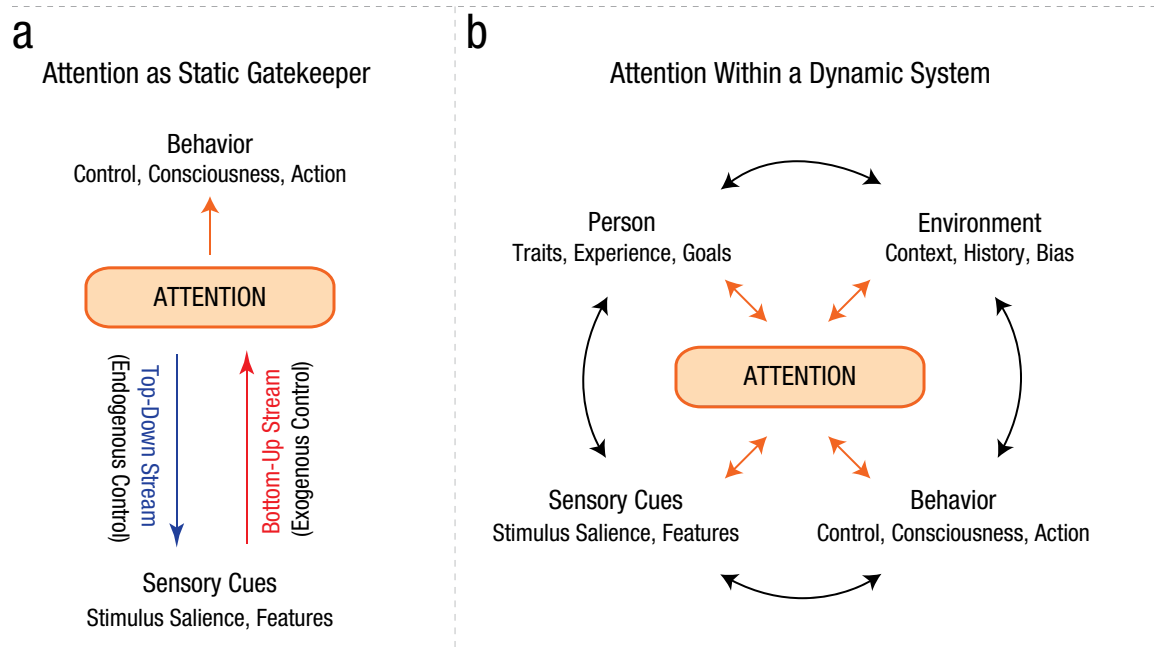 a
Attention as Static Gatekeeper
Behavior
Control, Consciousness, Action
ATTENTION
Top-Down Stream
(Endogenous Control)
Bottom-Up Stream
(Exogenous Control)
Sensory Cues
Stimulus Salience, Features
b
Attention Within a Dynamic System
Person
Traits, Experience, Goals
Environment
Context, History, Bias
ATTENTION
Sensory Cues
Stimulus Salience, Features
Behavior
Control, Consciousness, Action